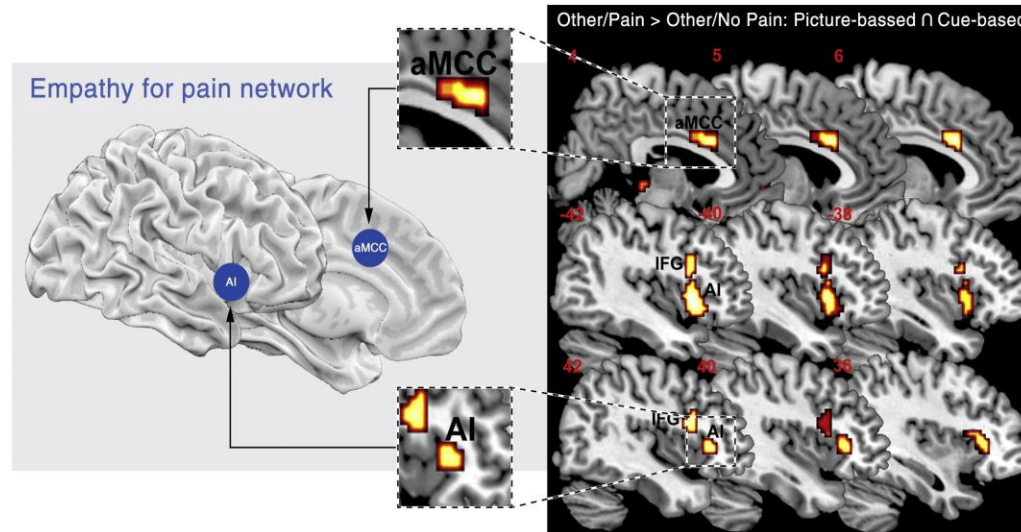 Other/Pain > Other/No Pain: Picture-bassed ∩ Cue-based
Empathy for pain network
aMCC
AI
aMCC
AI
4
5
6
aMCC
-42
-40
-38
IFG
AI
42
40
IFG
AI